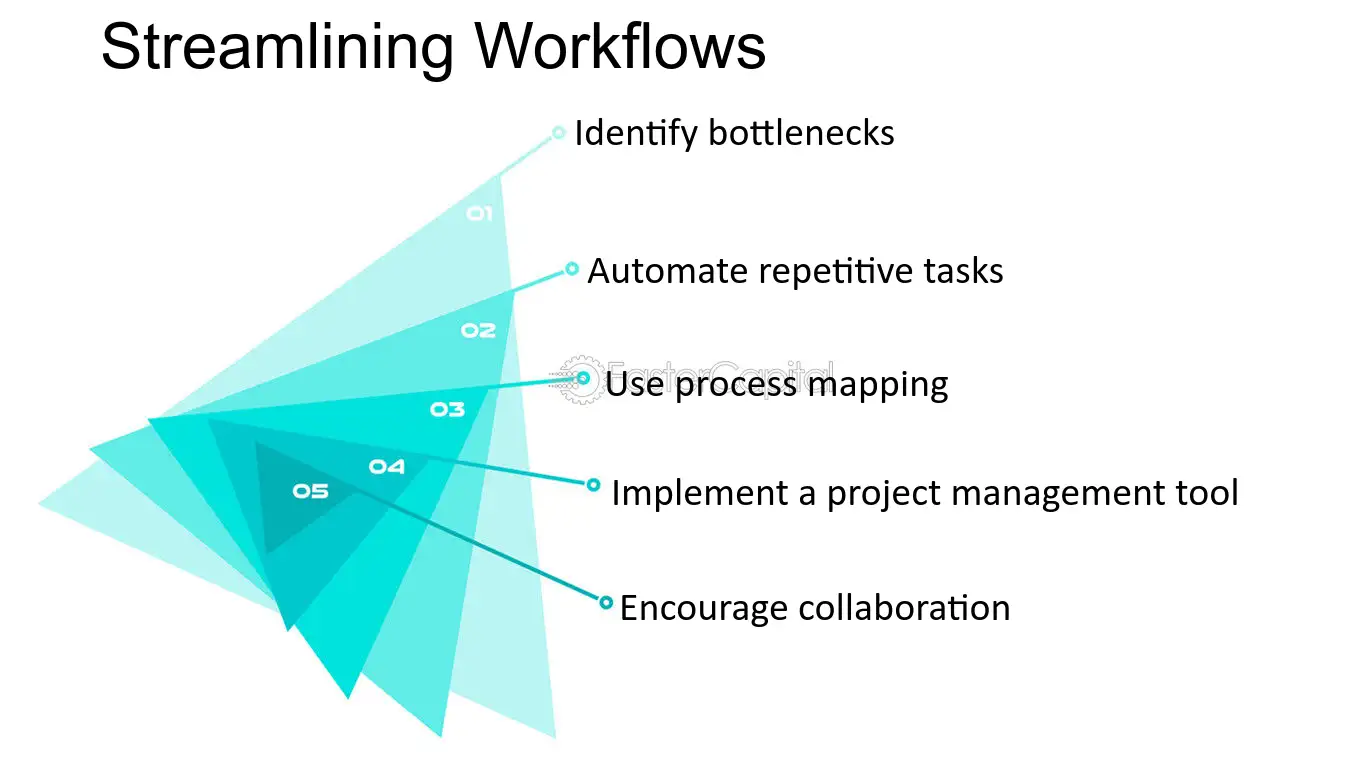 Streamlining Workflows
Identify bottlenecks
01
Automate repetitive tasks
02
FasterCapital
Use process mapping
03
04
Implement a project management tool
05
Encourage collaboration